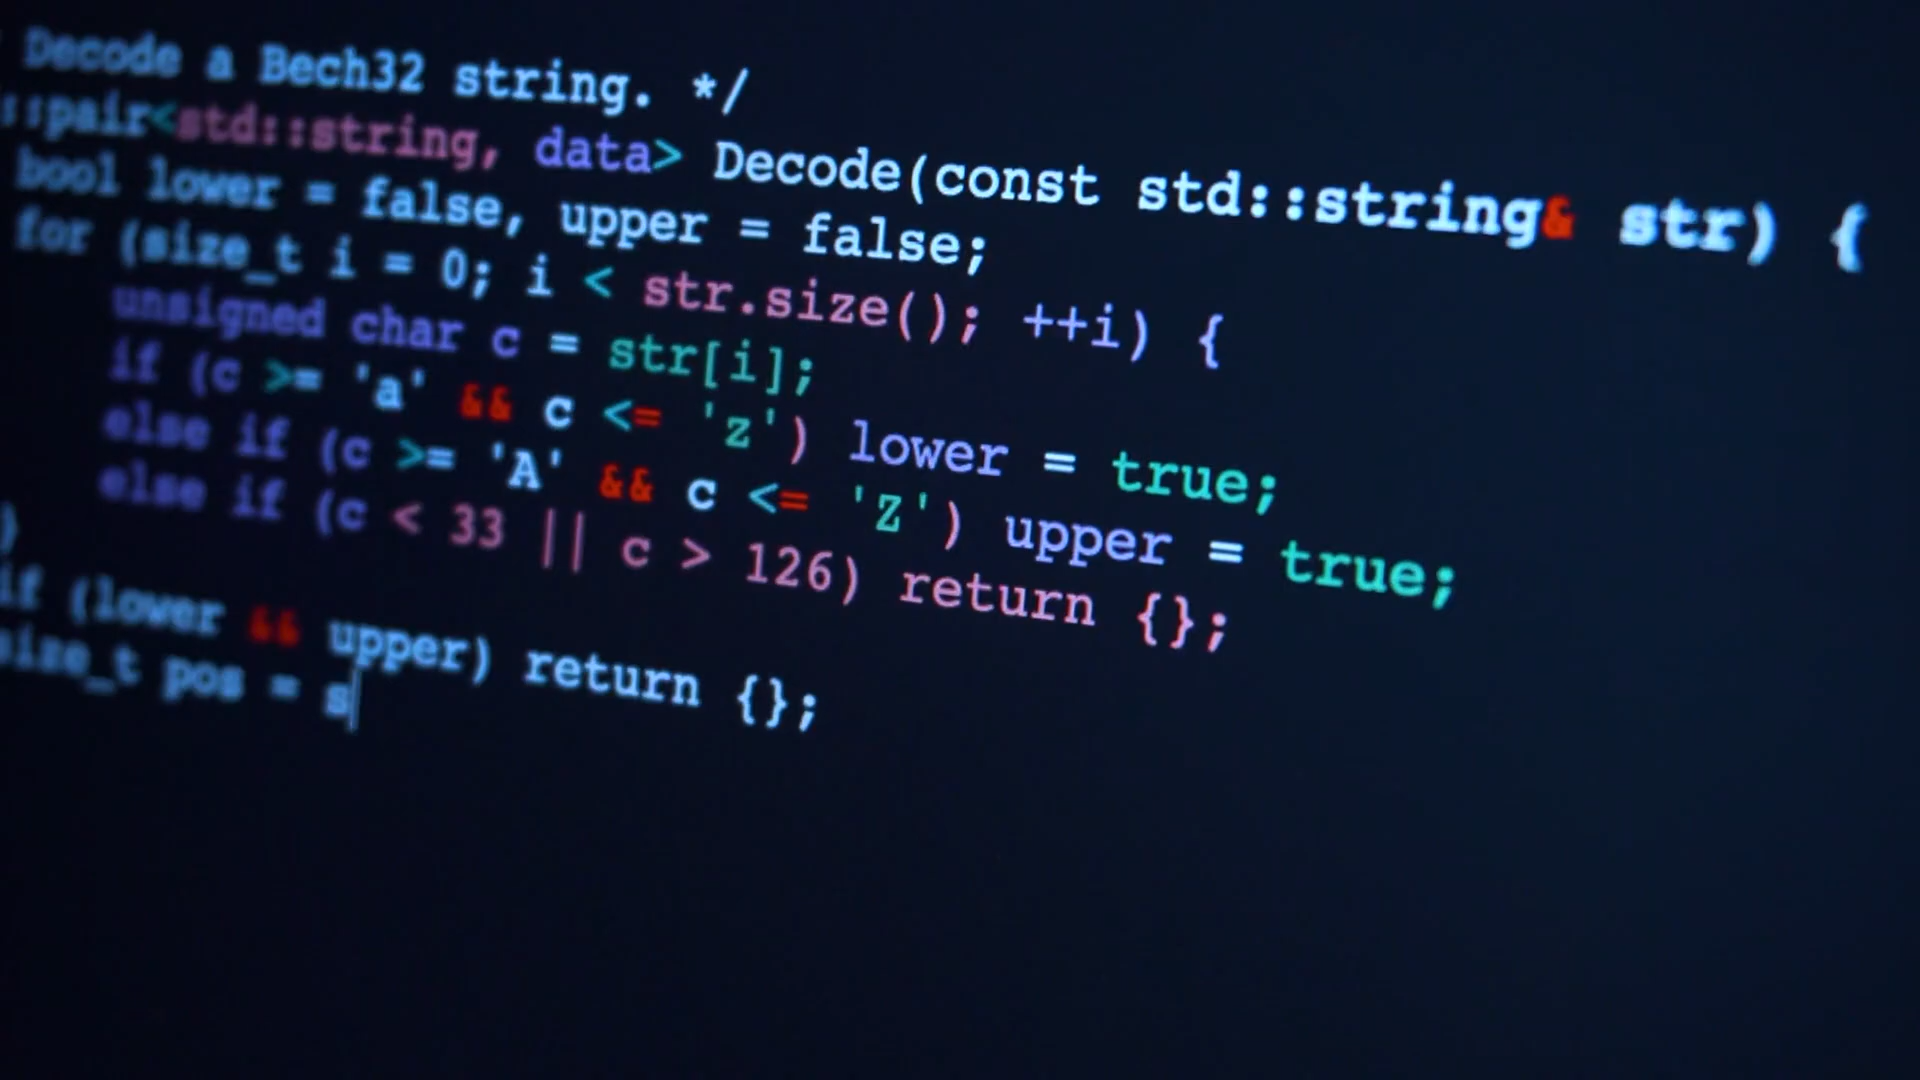 Decode a Bech32 string. */
::pair<std::string, data> Decode(const std::string& str) {
bool lower = false, upper = false;
for (size_t i = 0; i < str.size(); ++i) {
unsigned char c = str[i];
if (c >= 'a' && c <= 'z') lower = true;
else if (c >= 'A' && c <= 'Z') upper = true;
else if (c < 33 || c > 126) return {};
}
if (lower && upper) return {};
size_t pos = s